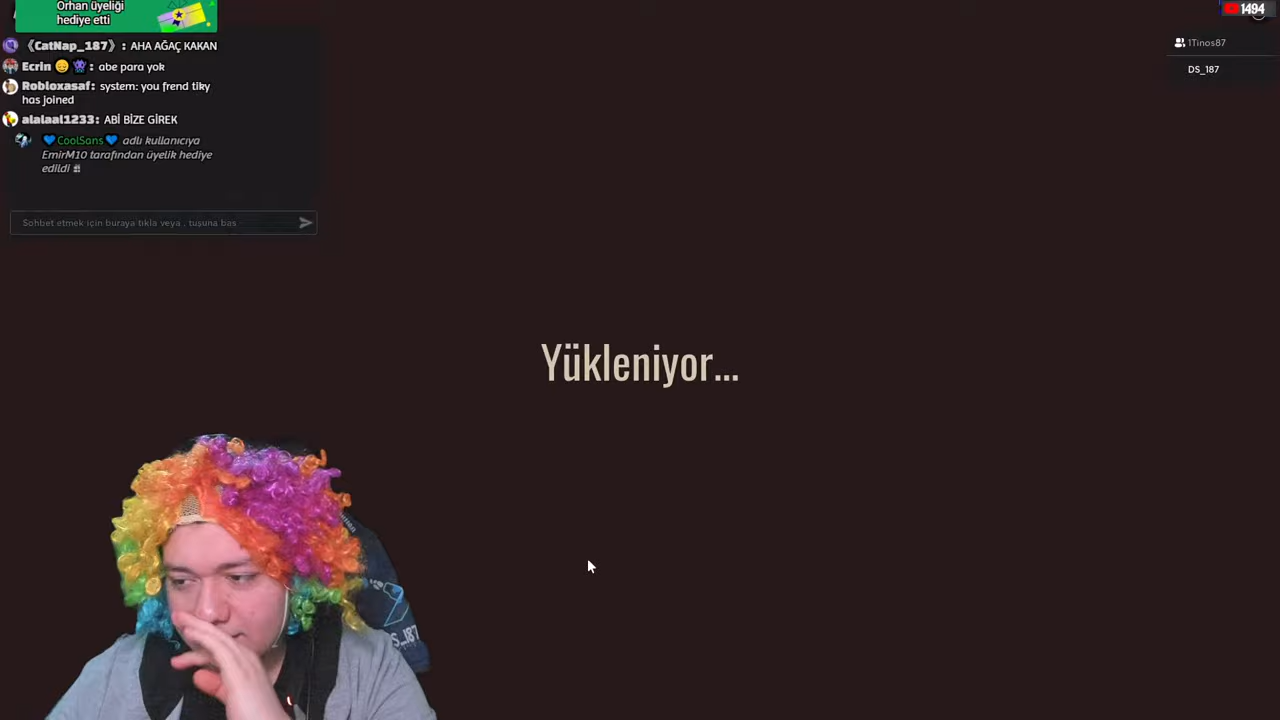 Orhan üyeliği
hediye etti
1494
《CatNap_187》: AHA AĞAÇ KAKAN
Ecrin 😔 👾: abe para yok
Robloxasaf: system: you frend tiky
has joined
alalaal1233: ABİ BİZE GİREK
💙CoolSans💙 adlı kullanıcıya
EmirM10 tarafından üyelik hediye
edildi
Sohbet etmek için buraya tıkla veya . tuşuna bas
1Tinos87
DS_187
Yükleniyor...
S_187